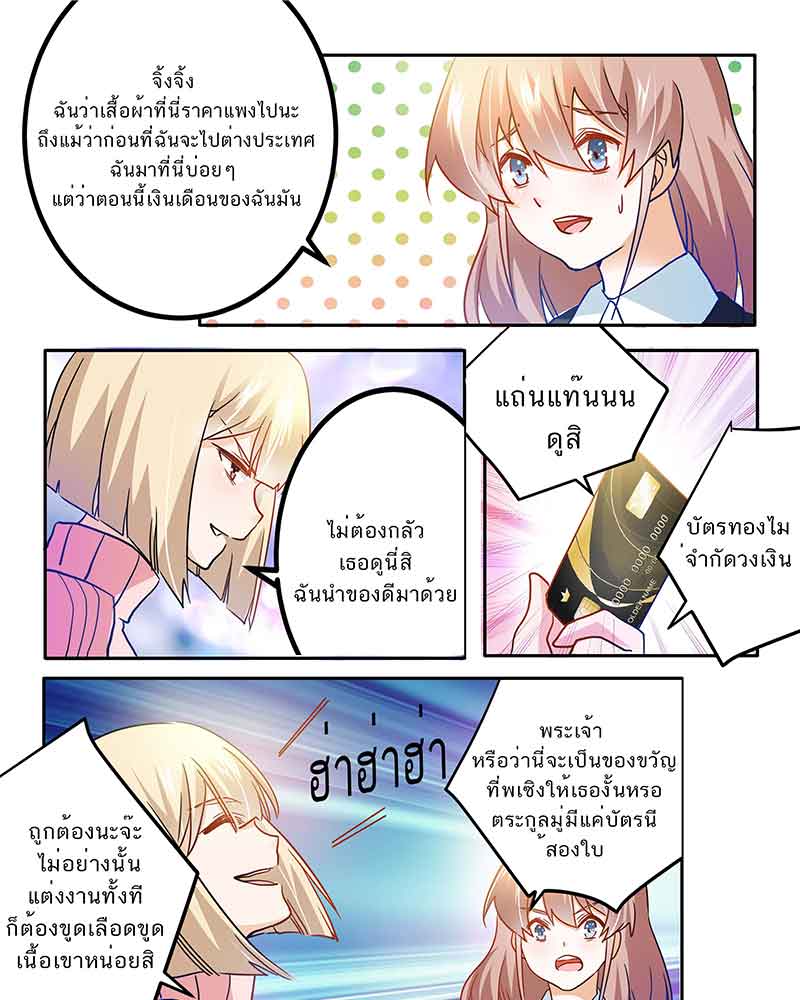 จิ้งจิ้ง
ฉันว่าเสื้อผ้าที่นี่ราคาแพงไปนะ
ถึงแม้ว่าก่อนที่ฉันจะไปต่างประเทศ
ฉันมาที่นี่บ่อยๆ
แต่ว่าตอนนี้เงินเดือนของฉันมัน
ไม่ต้องกลัว
เธอดูนี่สิ
ฉันนำของดีมาด้วย
แถ่นแท๊นนน
ดูสิ
บัตรทองไม
่จำกัดวงเงิน
0000 0000 0000
ฮ่าฮ่าฮ่า
พระเจ้า
หรือว่านี่จะเป็นของขวัญ
ที่พเชิงให้เธองั้นหรอ
ตระกูลมู่มีแค่บัตรนี
้สองใบ
ถูกต้องนะจ๊ะ
ไม่อย่างนั้น
แต่งงานทั้งที
ก็ต้องขูดเลือดขูด
เนื้อเขาหน่อยสิ